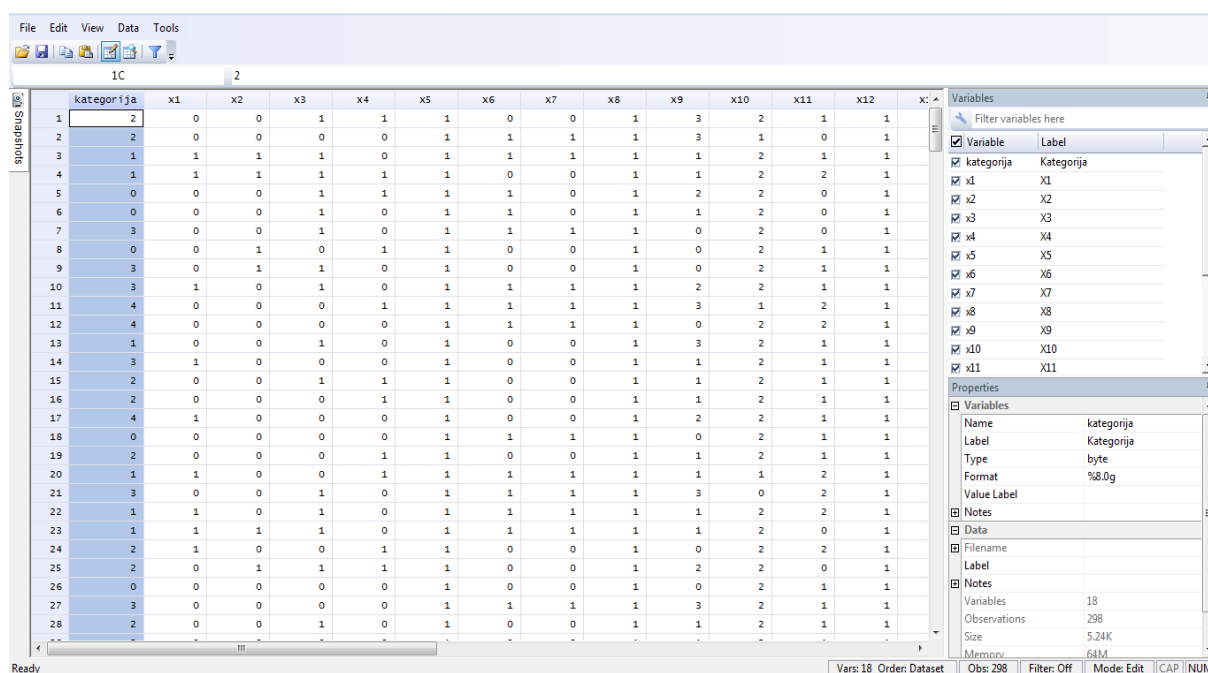 File Edit View Data Tools
1C 2
Snapshots
kategorija x1 x2 x3 x4 x5 x6 x7 x8 x9 x10 x11 x12
1 2 0 0 1 1 1 0 0 1 3 2 1 1
2 2 0 0 0 0 1 1 1 1 3 1 0 1
3 1 1 1 1 0 1 1 1 1 1 2 1 1
4 1 1 1 1 1 1 0 0 1 1 2 2 1
5 0 0 0 1 1 1 1 0 1 2 2 0 1
6 0 0 0 1 0 1 1 0 1 1 2 0 1
7 3 0 0 1 0 1 1 1 1 0 2 0 1
8 0 0 1 0 1 1 0 0 1 0 2 1 1
9 3 0 1 1 0 1 0 0 1 0 2 1 1
10 3 1 0 1 0 1 1 1 1 2 2 1 1
11 4 0 0 0 1 1 1 1 1 3 1 2 1
12 4 0 0 0 0 1 1 1 1 0 2 2 1
13 1 0 0 1 0 1 0 0 1 3 2 1 1
14 3 1 0 0 0 1 0 0 1 1 2 1 1
15 2 0 0 1 1 1 0 0 1 1 2 1 1
16 2 0 0 0 1 1 0 0 1 1 2 1 1
17 4 1 0 0 0 1 0 0 1 2 2 1 1
18 0 0 0 0 0 1 1 1 1 0 2 1 1
19 2 0 0 0 1 1 0 0 1 1 2 1 1
20 1 1 0 0 1 1 1 1 1 1 1 2 1
21 3 0 0 1 0 1 1 1 1 3 0 2 1
22 1 1 0 1 0 1 1 1 1 1 2 2 1
23 1 1 1 1 0 1 1 1 1 1 2 0 1
24 2 1 0 0 1 1 0 0 1 0 2 2 1
25 2 0 1 1 1 1 0 0 1 2 2 0 1
26 0 0 0 0 0 1 0 0 1 0 2 1 1
27 3 0 0 0 0 1 1 1 1 3 2 1 1
28 2 0 0 1 0 1 0 0 1 1 2 1 1
Variables
Filter variables here
Variable Label
kategorija Kategorija
x1 X1
x2 X2
x3 X3
x4 X4
x5 X5
x6 X6
x7 X7
x8 X8
x9 X9
x10 X10
x11 X11
Properties
Variables
Name kategorija
Label Kategorija
Type byte
Format %8.0g
Value Label
Notes
Data
Filename
Label
Notes
Variables 18
Observations 298
Size 5.24K
Memory 64M
Ready Vars: 18 Order: Dataset Obs: 298 Filter: Off Mode: Edit CAP NUM